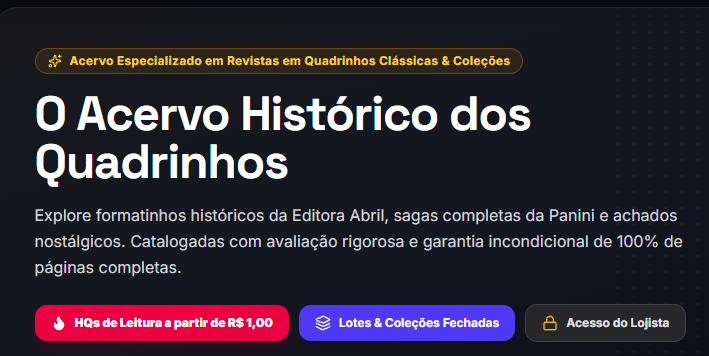 Acervo Especializado em Revistas em Quadrinhos Clássicas & Coleções
O Acervo Histórico dos
Quadrinhos
Explore formatinhos históricos da Editora Abril, sagas completas da Panini e achados
nostálgicos. Catalogadas com avaliação rigorosa e garantia incondicional de 100% de
páginas completas.
HQs de Leitura a partir de R$ 1,00
Lotes & Coleções Fechadas
Acesso do Lojista